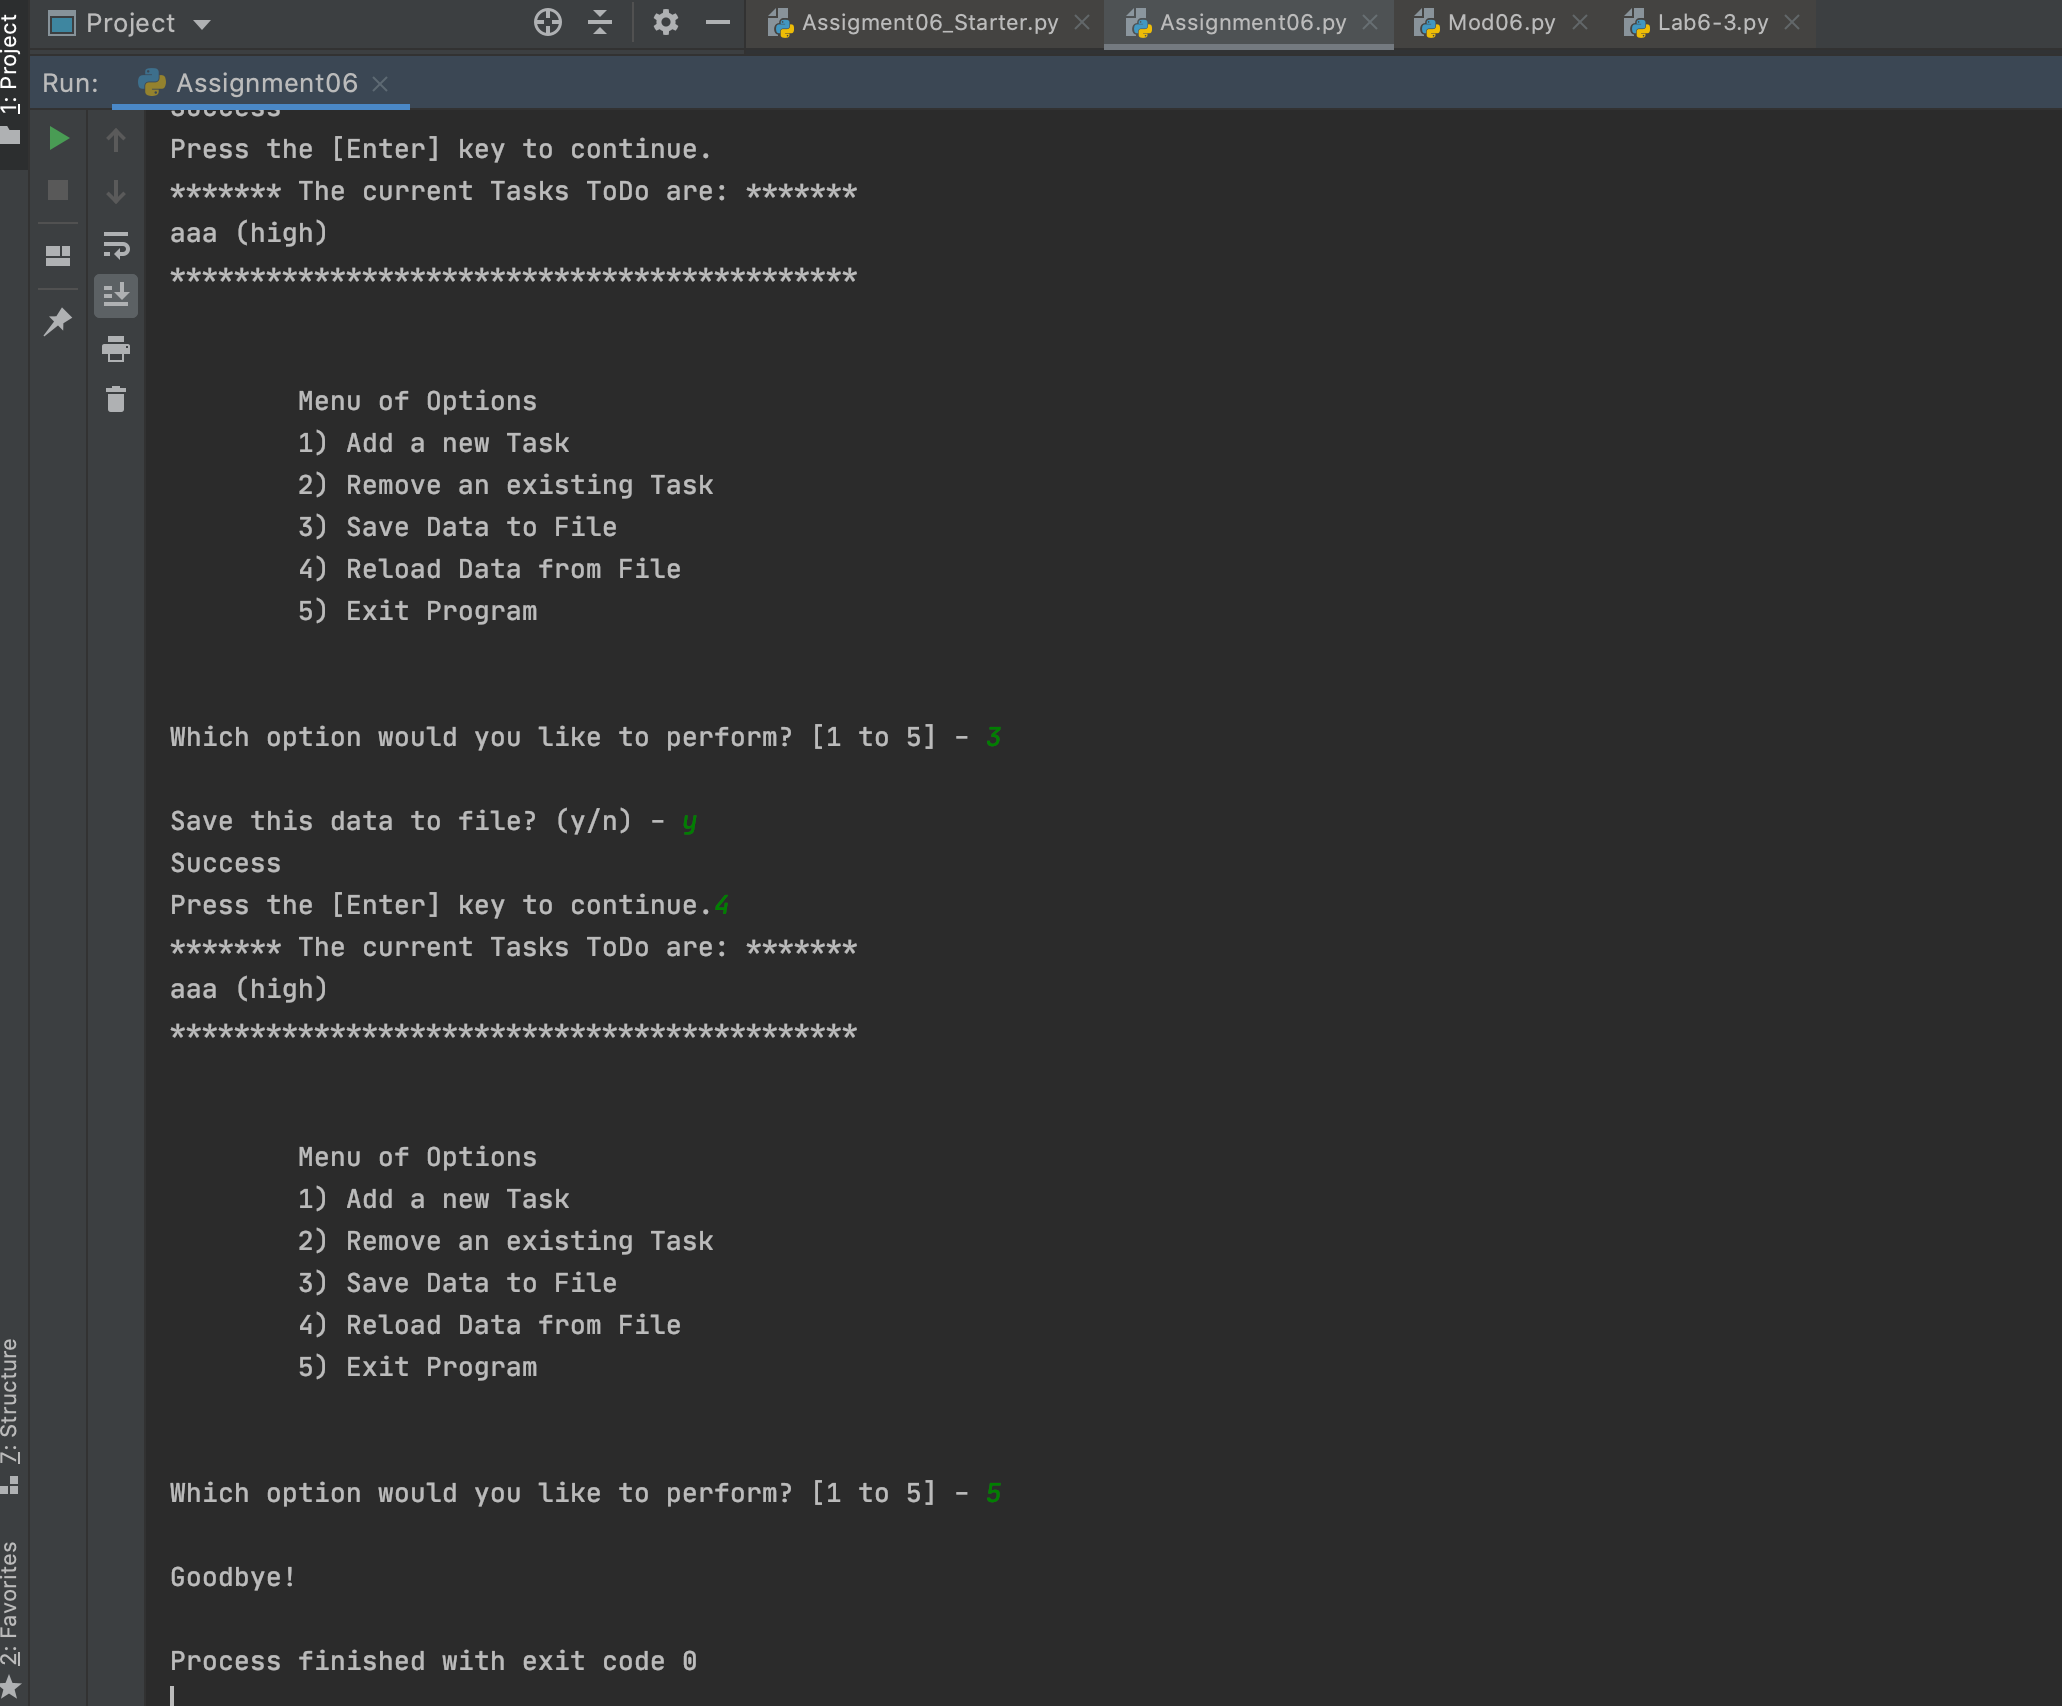 Project
Assigment06_Starter.py
Assignment06.py
Mod06.py
Lab6-3.py
1: Project
Run:
Assignment06
Success
Press the [Enter] key to continue.
******* The current Tasks ToDo are: *******
aaa (high)
*******************************************
Menu of Options
1) Add a new Task
2) Remove an existing Task
3) Save Data to File
4) Reload Data from File
5) Exit Program
Which option would you like to perform? [1 to 5] - 3
Save this data to file? (y/n) - y
Success
Press the [Enter] key to continue.4
******* The current Tasks ToDo are: *******
aaa (high)
*******************************************
Menu of Options
1) Add a new Task
2) Remove an existing Task
3) Save Data to File
4) Reload Data from File
5) Exit Program
Which option would you like to perform? [1 to 5] - 5
Goodbye!
Process finished with exit code 0
7: Structure
2: Favorites